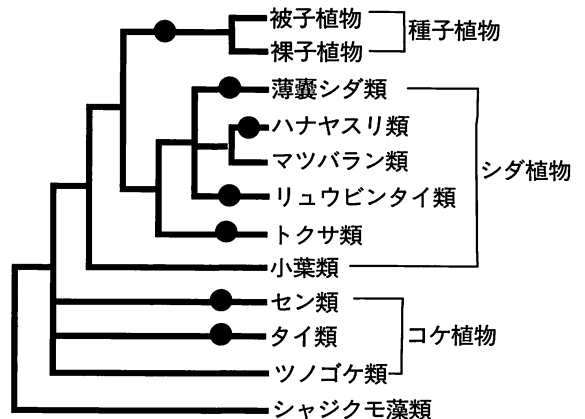 被子植物
裸子植物
種子植物
薄嚢シダ類
ハナヤスリ類
マツバラン類
リュウビンタイ類
トクサ類
小葉類
シダ植物
セン類
タイ類
ツノゴケ類
コケ植物
シャジクモ藻類